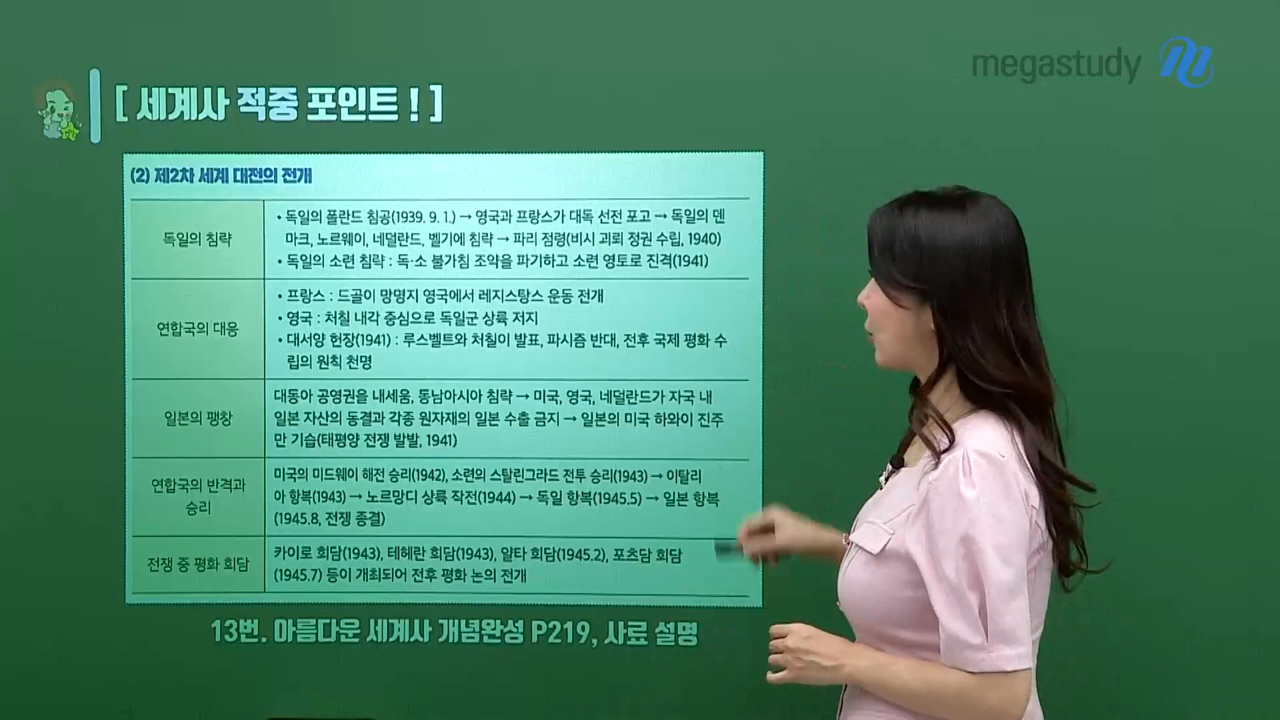 megastudy
[ 세계사 적중 포인트 ! ]
(2) 제2차 세계 대전의 전개
독일의 침략
• 독일의 폴란드 침공(1939. 9. 1.) → 영국과 프랑스가 대독 선전 포고 → 독일의 덴
마크, 노르웨이, 네덜란드, 벨기에 침략 → 파리 점령(비시 괴뢰 정권 수립, 1940)
• 독일의 소련 침략 : 독·소 불가침 조약을 파기하고 소련 영토로 진격(1941)
연합국의 대응
• 프랑스 : 드골이 망명지 영국에서 레지스탕스 운동 전개
• 영국 : 처칠 내각 중심으로 독일군 상륙 저지
• 대서양 헌장(1941) : 루스벨트와 처칠이 발표, 파시즘 반대, 전후 국제 평화 수
립의 원칙 천명
일본의 팽창
대동아 공영권을 내세움, 동남아시아 침략 → 미국, 영국, 네덜란드가 자국 내
일본 자산의 동결과 각종 원자재의 일본 수출 금지 → 일본의 미국 하와이 진주
만 기습(태평양 전쟁 발발, 1941)
연합국의 반격과
승리
미국의 미드웨이 해전 승리(1942), 소련의 스탈린그라드 전투 승리(1943) → 이탈리
아 항복(1943) → 노르망디 상륙 작전(1944) → 독일 항복(1945.5) → 일본 항복
(1945.8, 전쟁 종결)
전쟁 중 평화 회담
카이로 회담(1943), 테헤란 회담(1943), 얄타 회담(1945.2), 포츠담 회담
(1945.7) 등이 개최되어 전후 평화 논의 전개
13번. 아름다운 세계사 개념완성 P219, 사료 설명